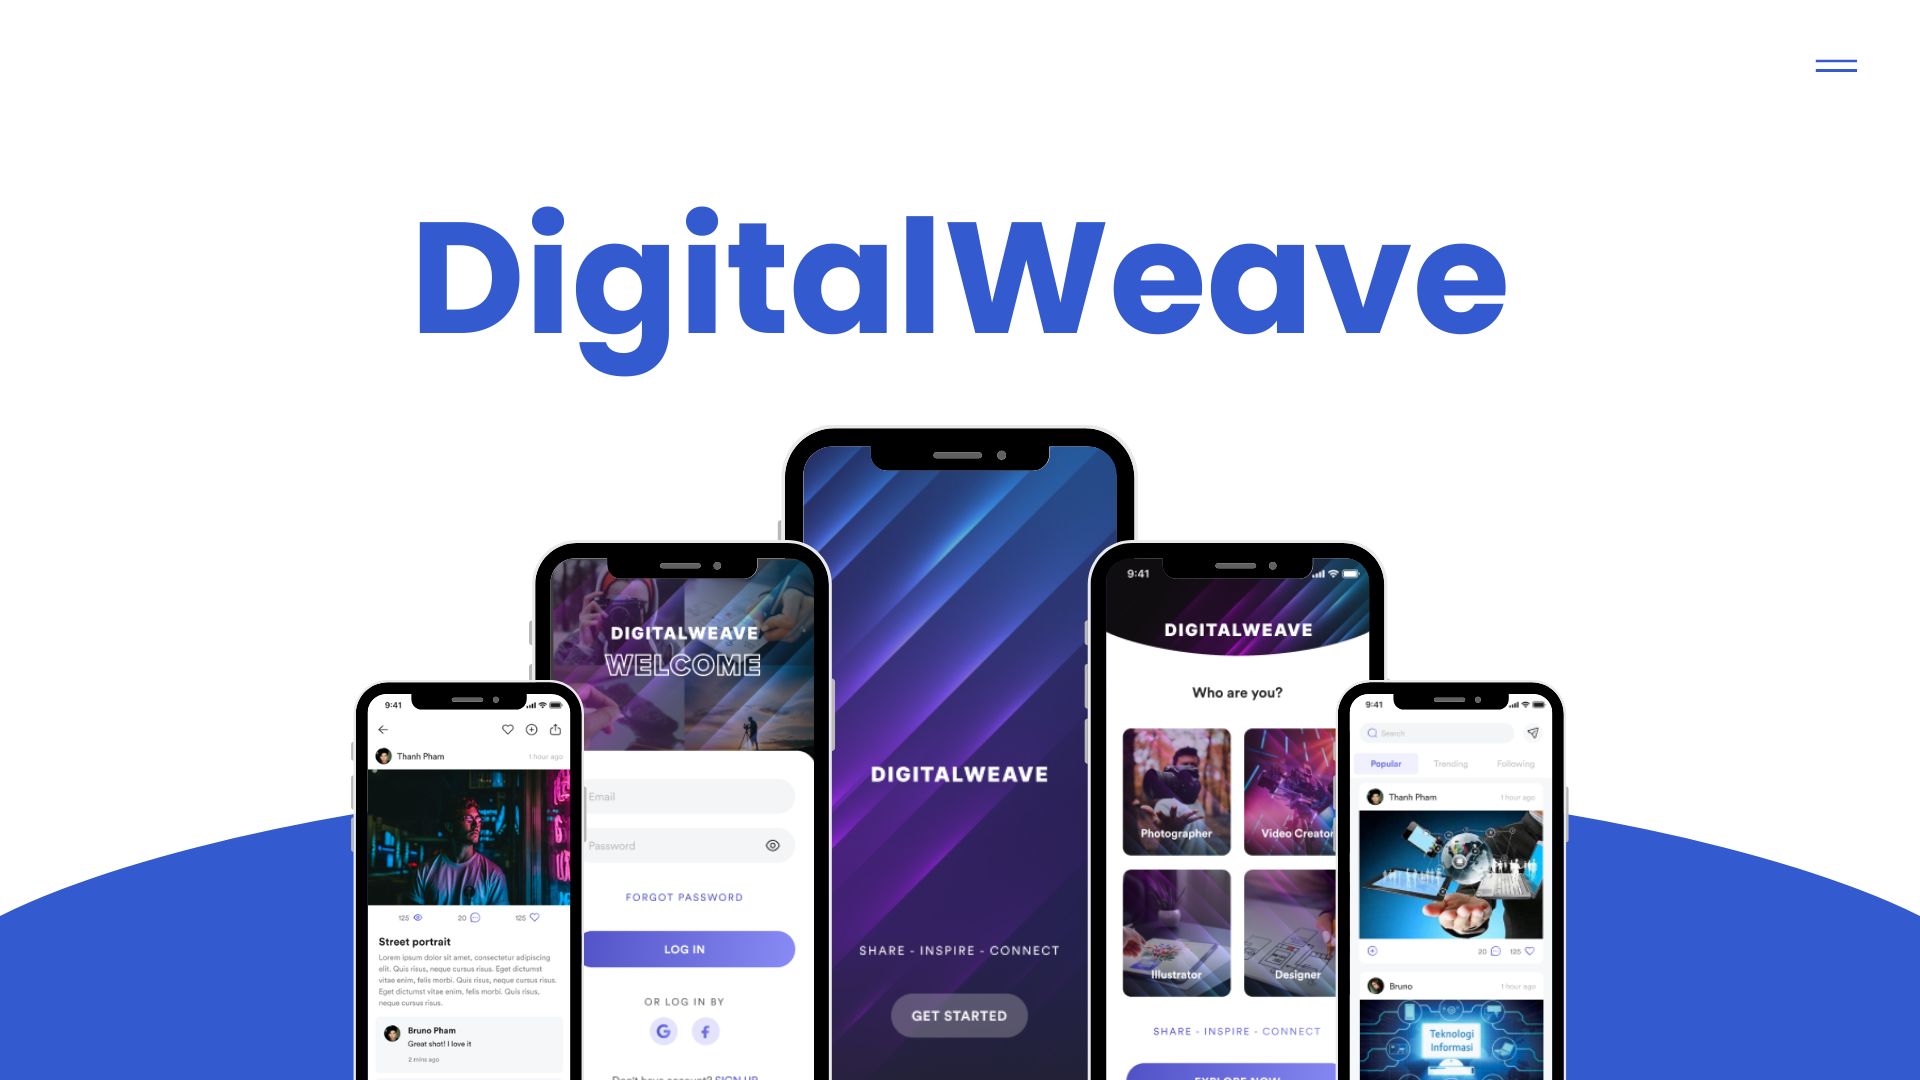 DigitalWeave
9:41
Thanh Pham
1 hour ago
125
20
125
Street portrait
Lorem ipsum dolor sit amet, consectetur adipiscing
elit. Quis risus, neque cursus risus. Eget dictumst
vitae enim, felis morbi. Quis risus, neque cursus risus.
Eget dictumst vitae enim, felis morbi. Quis risus,
neque cursus risus.
Bruno Pham
Great shot! I love it
2 mins ago
DIGITALWEAVE
WELCOME
Email
Password
FORGOT PASSWORD
LOG IN
OR LOG IN BY
G f
Don't have account? SIGN UP
DIGITALWEAVE
SHARE - INSPIRE - CONNECT
GET STARTED
9:41
DIGITALWEAVE
Who are you?
Photographer
Video Creator
Illustrator
Designer
SHARE - INSPIRE - CONNECT
EXPLORE NOW
9:41
Search
Popular
Trending
Following
Thanh Pham
1 hour ago
20
125
Bruno
1 hour ago
Teknologi
Informasi